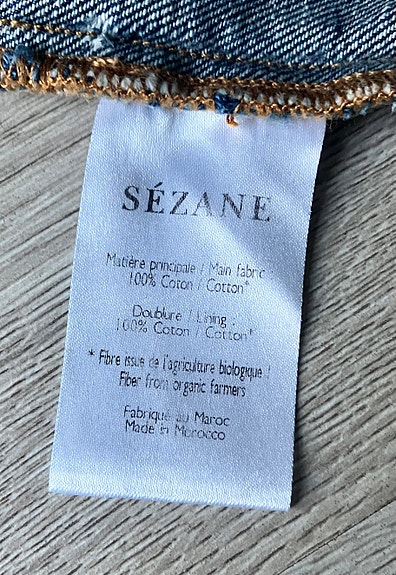 SÉZANE
Matière principale / Main fabric :
100% Coton / Cotton*
Doublure / Lining :
100% Coton / Cotton*
* Fibre issue de l'agriculture biologique /
Fiber from organic farmers
Fabriqué au Maroc
Made in Morocco